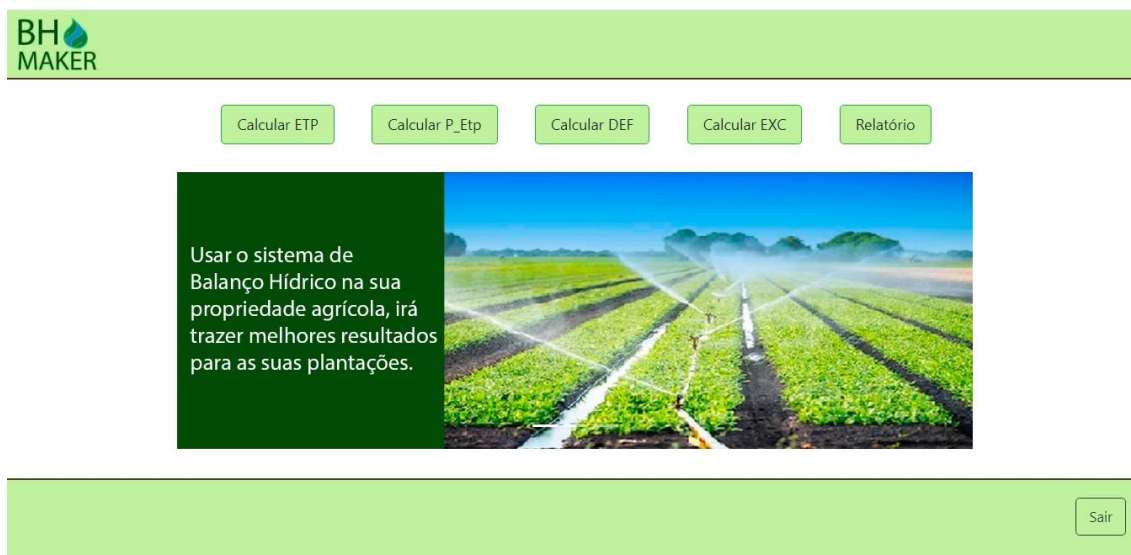 BH
MAKER
Calcular ETP
Calcular P_Etp
Calcular DEF
Calcular EXC
Relatório
Usar o sistema de
Balanço Hídrico na sua
propriedade agrícola, irá
trazer melhores resultados
para as suas plantações.
Sair